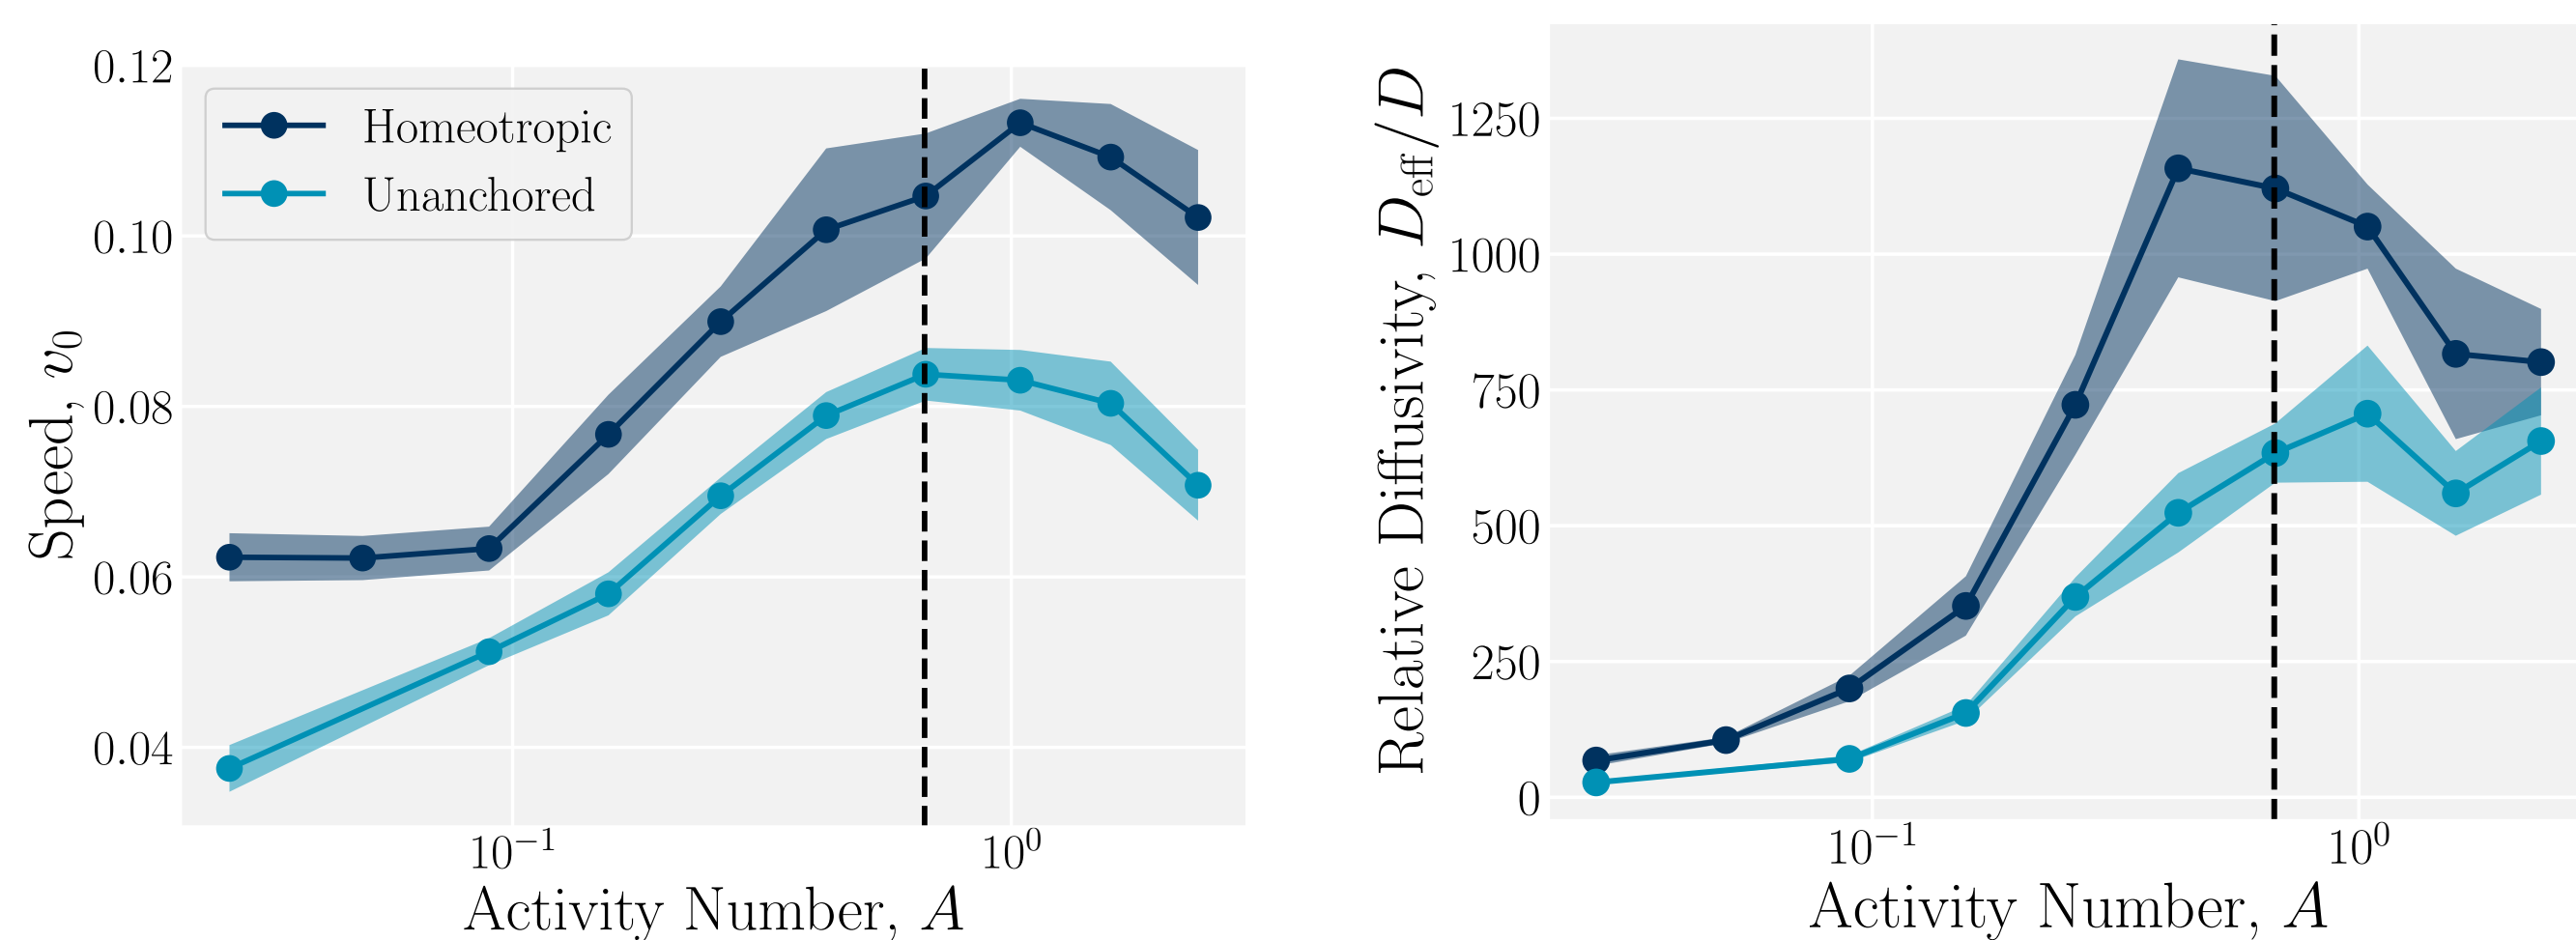 0.12
0.10
0.08
0.06
0.04
Speed, v₀
Homeotropic
Unanchored
10⁻¹
10⁰
Activity Number, A
1250
1000
750
500
250
0
Relative Diffusivity, D_eff/D
10⁻¹
10⁰
Activity Number, A